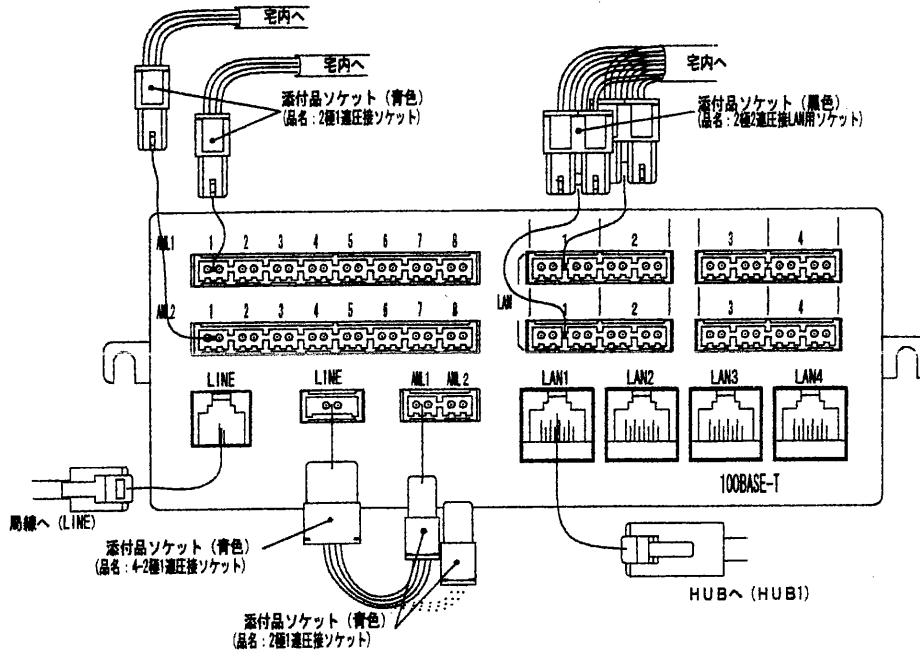 宅内へ
宅内へ
宅内へ
添付品ソケット (青色)
(品名：2極1連圧接ソケット)
添付品ソケット (黒色)
(品名：2極2連圧接LAN用ソケット)
AML1 1 2 3 4 5 6 7 8
1 2 3 4
AML2 1 2 3 4 5 6 7 8
LAN
1 2 3 4
LINE LINE AML1 AML2 LAN1 LAN2 LAN3 LAN4
100BASE-T
局線へ (LINE)
添付品ソケット (青色)
(品名：4-2極1連圧接ソケット)
HUBへ (HUB1)
添付品ソケット (青色)
(品名：2極1連圧接ソケット)